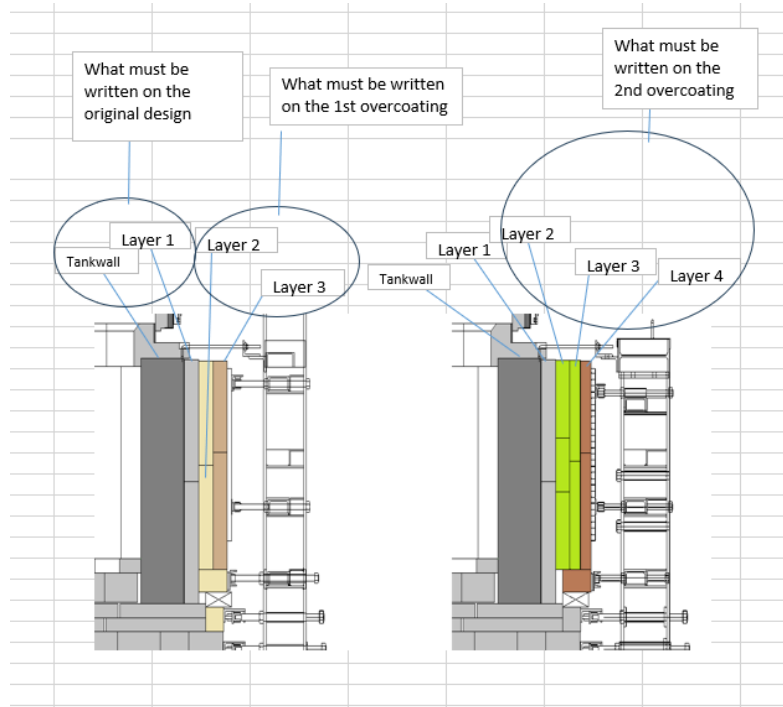 What must be
written on the
original design
What must be written
on the 1st overcoating
What must be
written on the
2nd overcoating
Layer 1
Layer 2
Tankwall
Layer 3
Layer 2
Layer 1
Layer 3
Layer 4
Tankwall